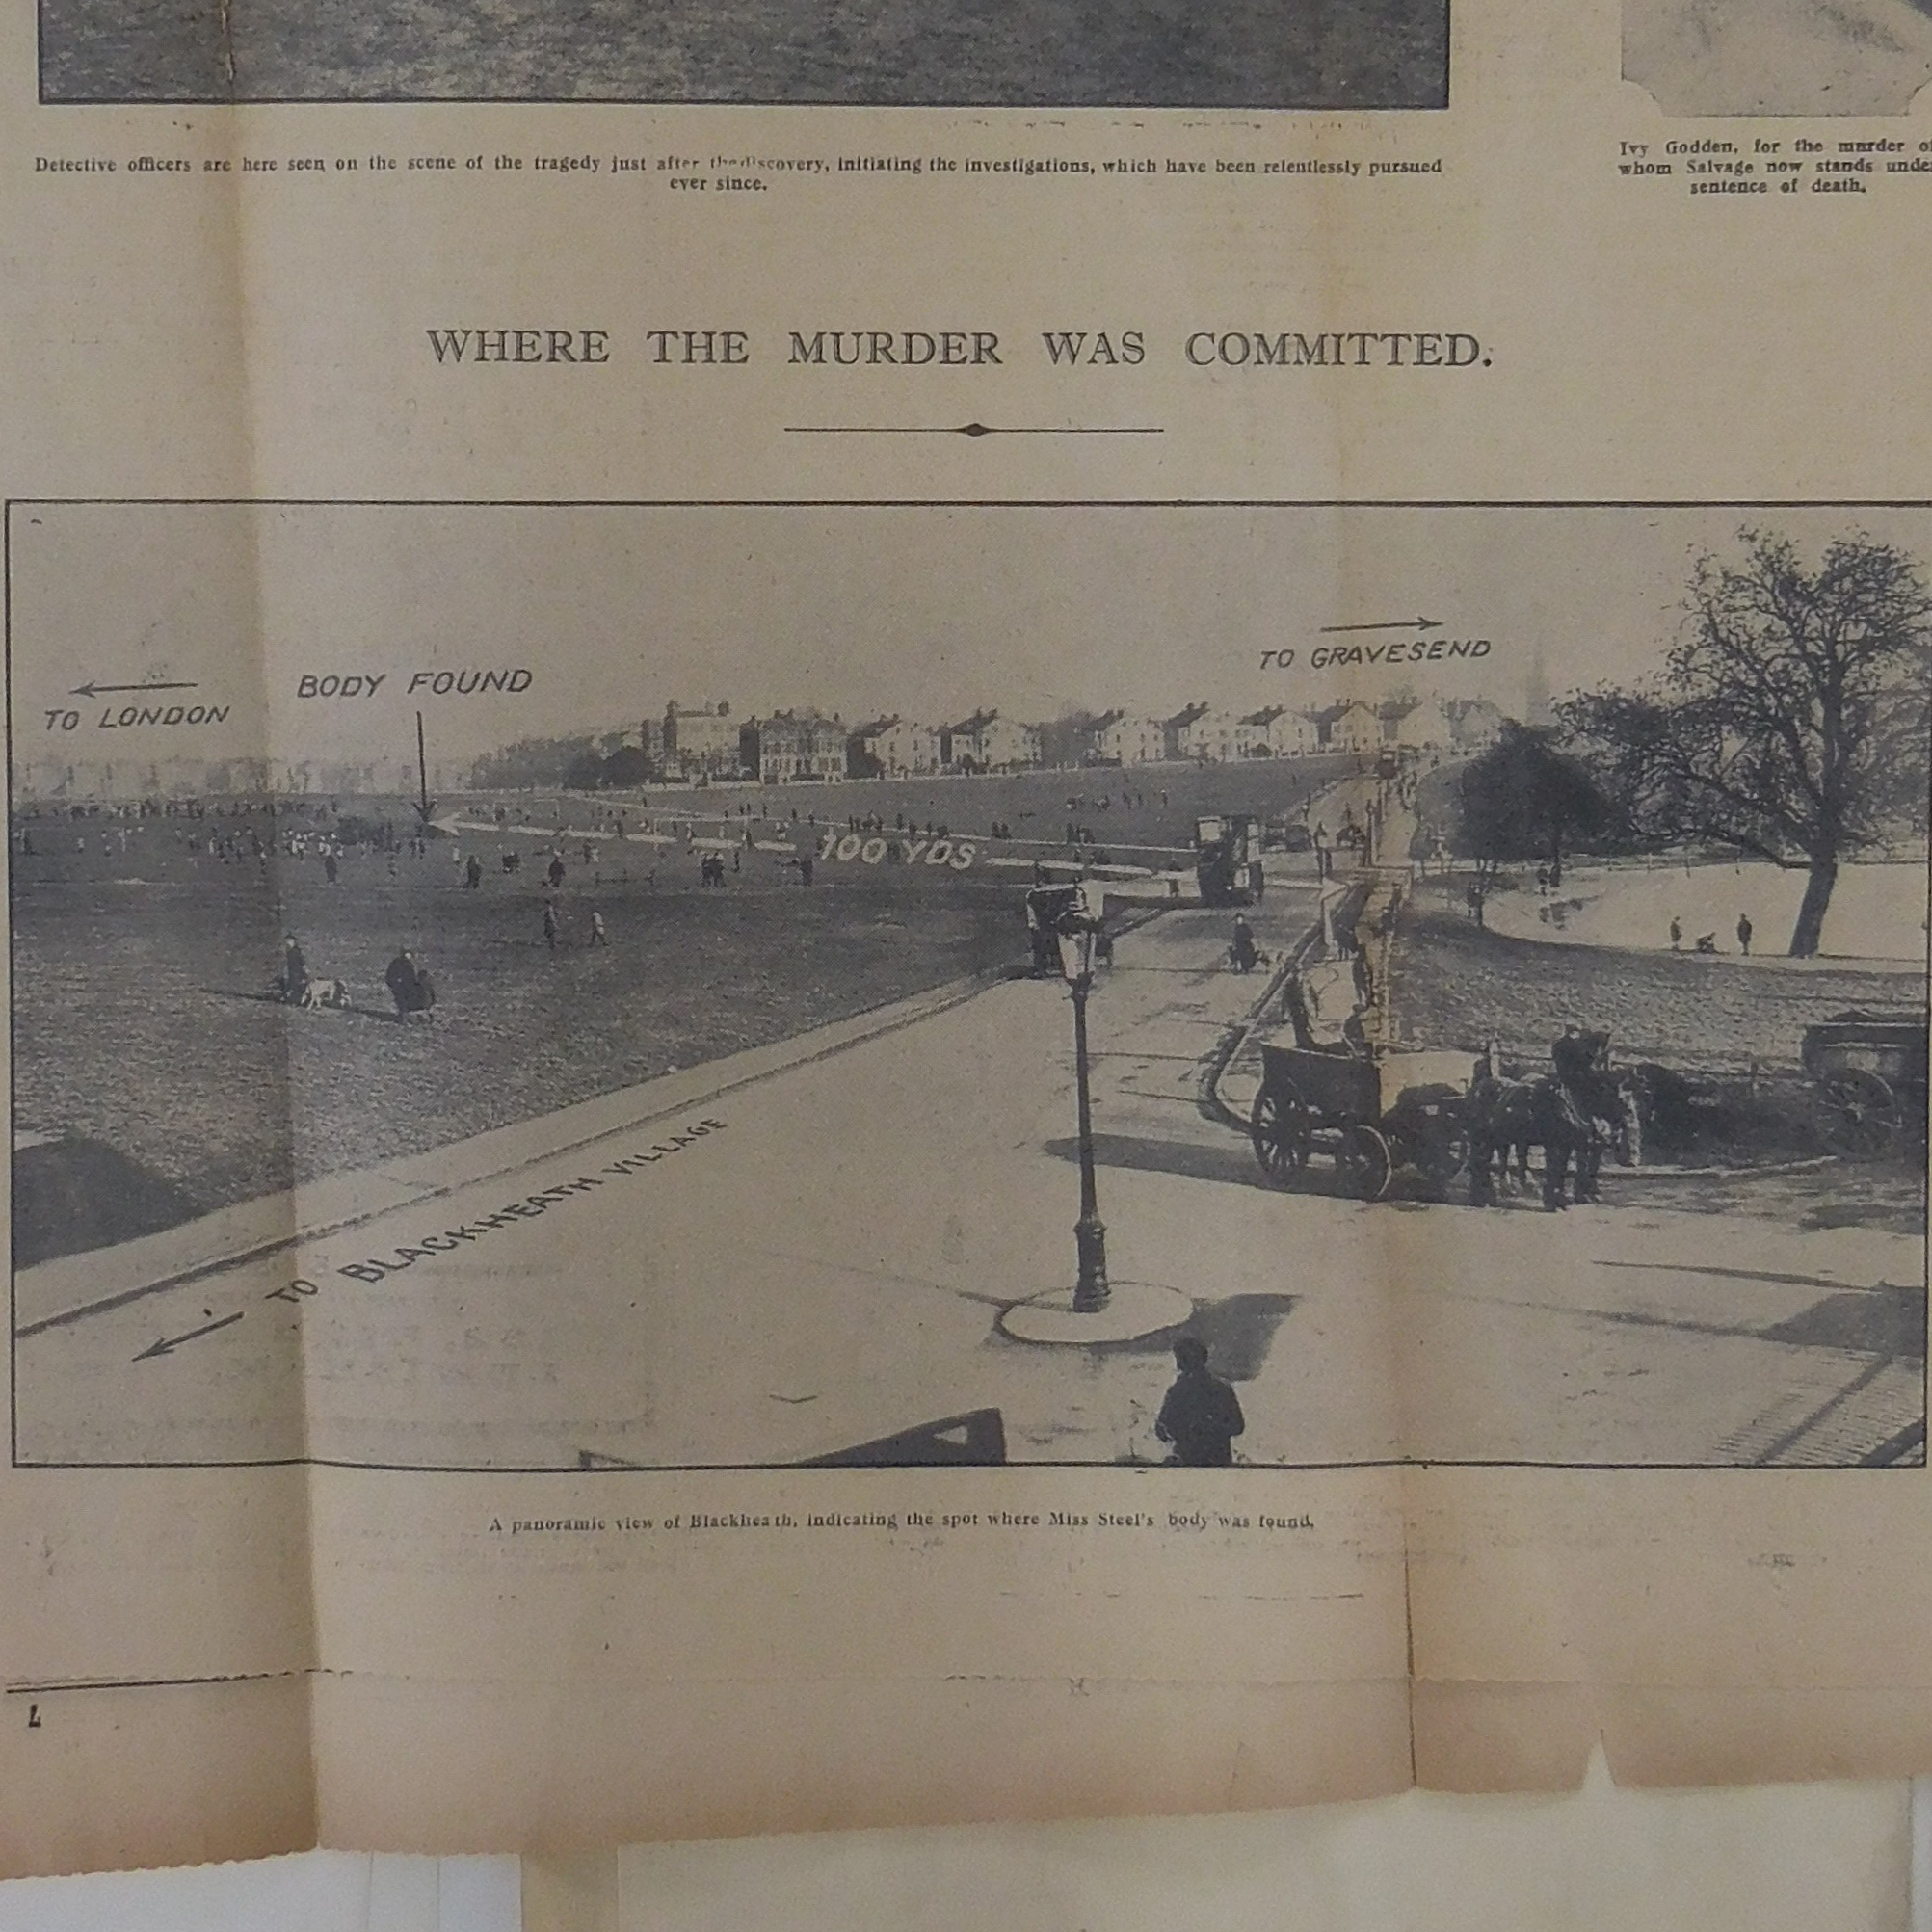 Detective officers are here seen on the scene of the tragedy just after the discovery, initiating the investigations, which have been relentlessly pursued
ever since.
Ivy Godden, for the murder of
whom Salvage now stands under
sentence of death.
WHERE THE MURDER WAS COMMITTED.
TO LONDON
BODY FOUND
TO GRAVESEND
100 YDS
TO BLACKHEATH VILLAGE
A panoramic view of Blackheath, indicating the spot where Miss Steel's body was found.